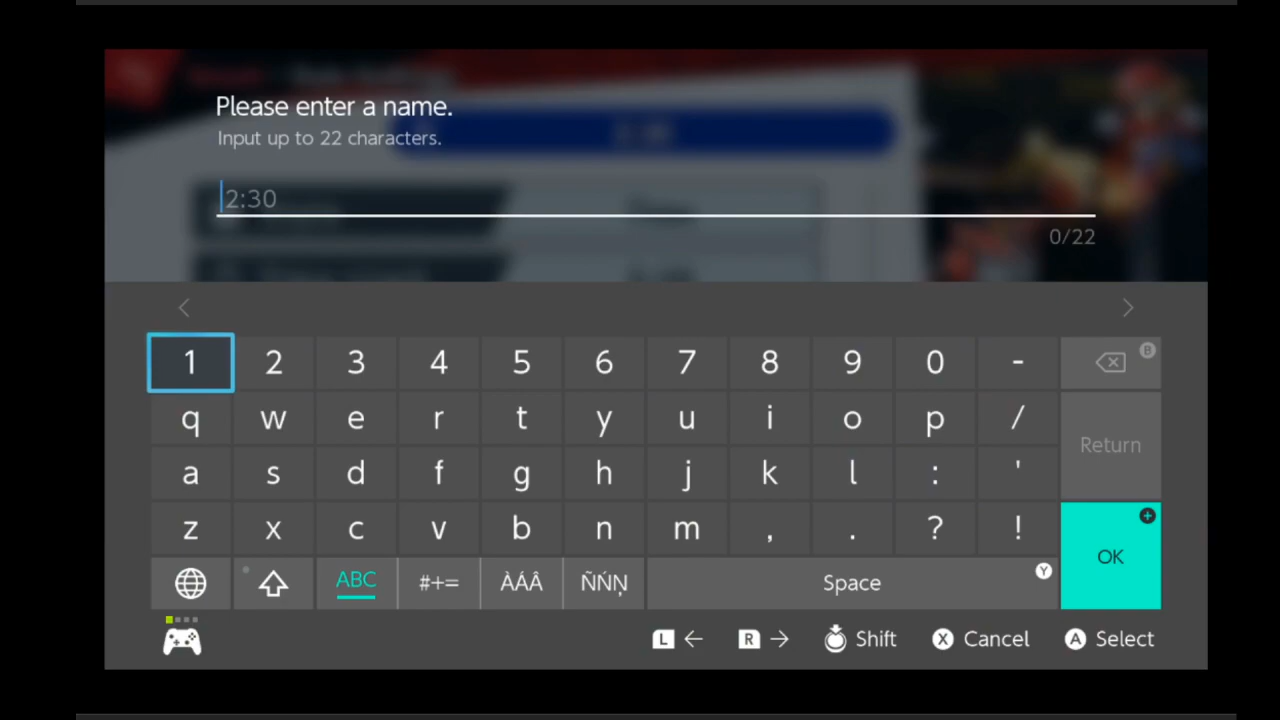 Please enter a name.
Input up to 22 characters.
2:30
0/22
1 2 3 4 5 6 7 8 9 0 -
B
q w e r t y u i o p /
Return
a s d f g h j k l : '
z x c v b n m , . ? !
OK
ABC #+= ÀÁÂ ÑŃŅ Space Y
L ← R → Shift X Cancel A Select